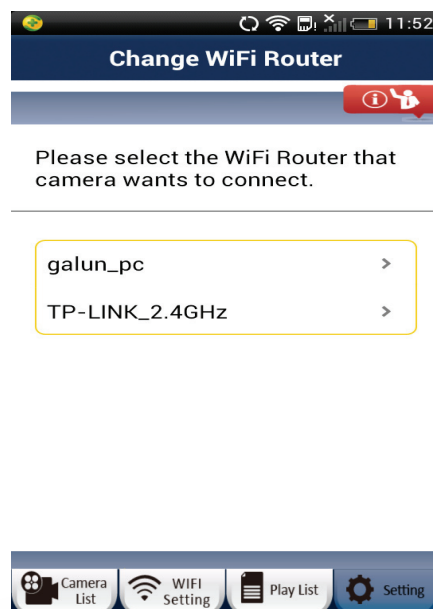 11:52
Change WiFi Router
Please select the WiFi Router that
camera wants to connect.
galun_pc
TP-LINK_2.4GHz
Camera
List
WIFI
Setting
Play List
Setting